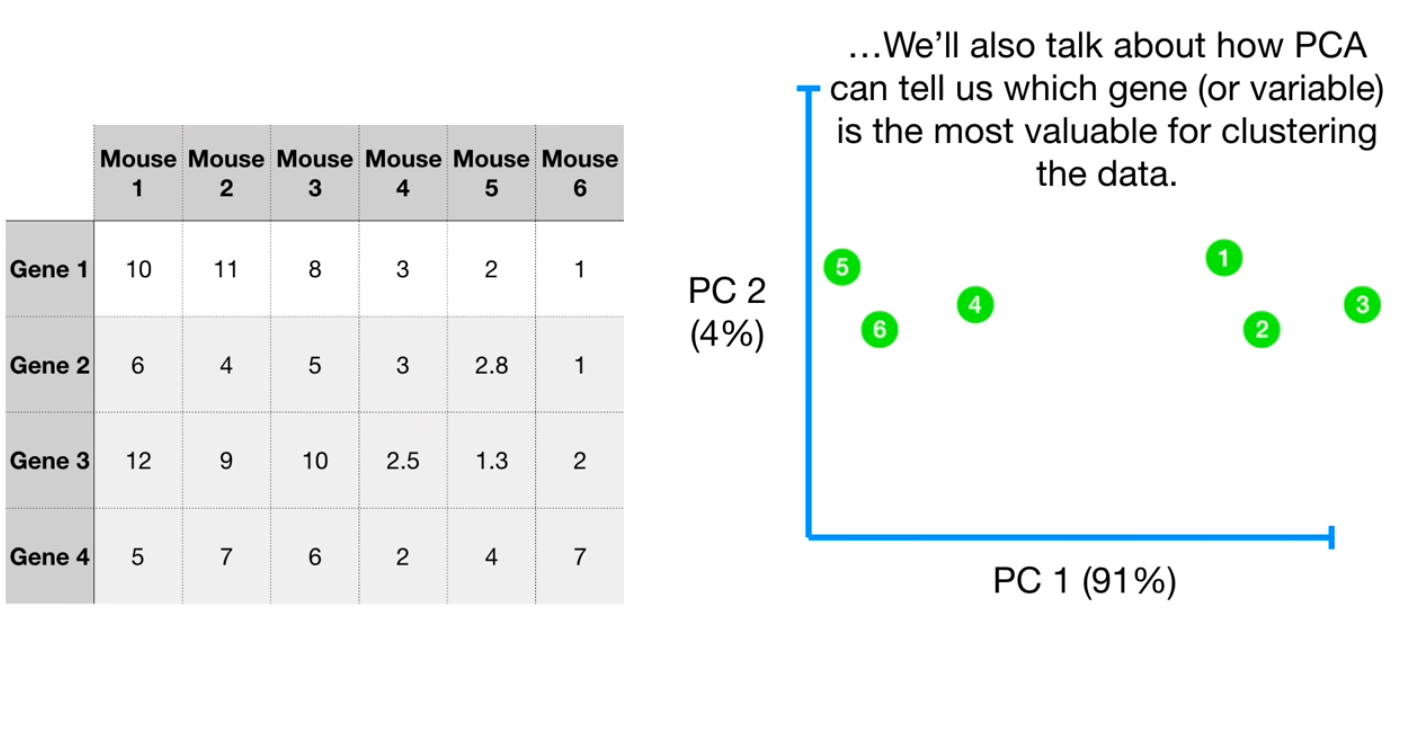 …We'll also talk about how PCA
can tell us which gene (or variable)
is the most valuable for clustering
the data.
Mouse 1 Mouse 2 Mouse 3 Mouse 4 Mouse 5 Mouse 6
Gene 1 10 11 8 3 2 1
Gene 2 6 4 5 3 2.8 1
Gene 3 12 9 10 2.5 1.3 2
Gene 4 5 7 6 2 4 7
PC 2
(4%)
5
6
4
1
2
3
PC 1 (91%)